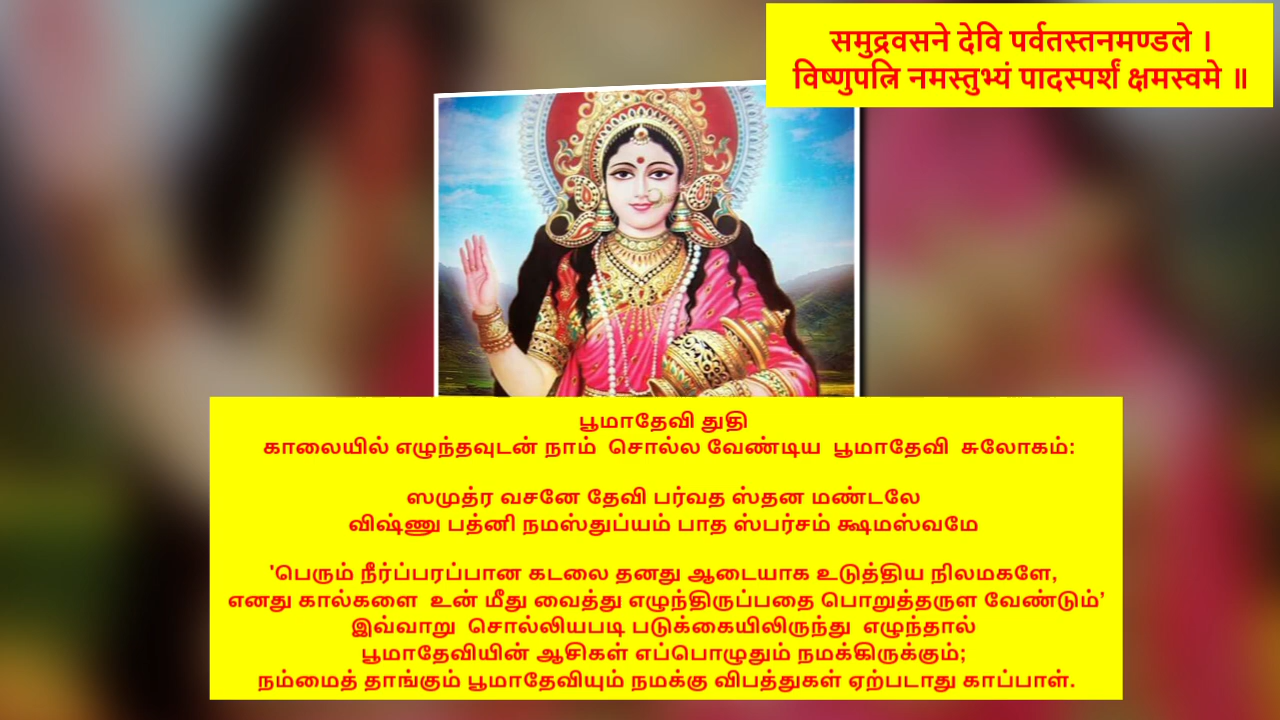 समुद्रवसने देवि पर्वतस्तनमण्डले ।
विष्णुपत्नि नमस्तुभ्यं पादस्पर्शं क्षमस्वमे ॥
பூமாதேவி துதி
காலையில் எழுந்தவுடன் நாம் சொல்ல வேண்டிய பூமாதேவி சுலோகம்:
ஸமுத்ர வசனே தேவி பர்வத ஸ்தன மண்டலே
விஷ்ணு பத்னி நமஸ்துப்யம் பாத ஸ்பர்சம் க்ஷமஸ்வமே
'பெரும் நீர்ப்பரப்பான கடலை தனது ஆடையாக உடுத்திய நிலமகளே,
எனது கால்களை உன் மீது வைத்து எழுந்திருப்பதை பொறுத்தருள வேண்டும்’
இவ்வாறு சொல்லியபடி படுக்கையிலிருந்து எழுந்தால்
பூமாதேவியின் ஆசிகள் எப்பொழுதும் நமக்கிருக்கும்;
நம்மைத் தாங்கும் பூமாதேவியும் நமக்கு விபத்துகள் ஏற்படாது காப்பாள்.